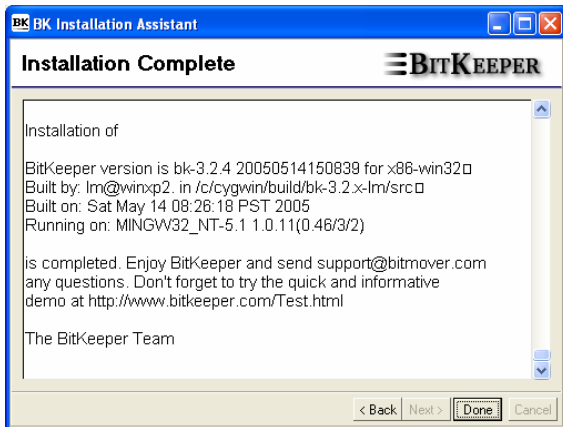 BK BK Installation Assistant
Installation Complete
BITKEEPER
Installation of
BitKeeper version is bk-3.2.4 20050514150839 for x86-win32
Built by: lm@winxp2. in /c/cygwin/build/bk-3.2.x-lm/src
Built on: Sat May 14 08:26:18 PST 2005
Running on: MINGW32_NT-5.1 1.0.11(0.46/3/2)
is completed. Enjoy BitKeeper and send support@bitmover.com
any questions. Don't forget to try the quick and informative
demo at http://www.bitkeeper.com/Test.html
The BitKeeper Team
< Back Next > Done Cancel